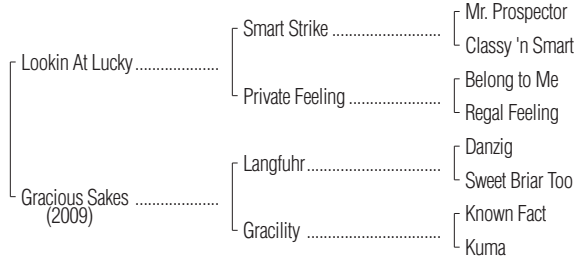 Mr. Prospector
Smart Strike ........................
Classy 'n Smart
Lookin At Lucky ....................
Belong to Me
Private Feeling .....................
Regal Feeling
Danzig
Langfuhr ..............................
Sweet Briar Too
Gracious Sakes ....................
(2009)
Known Fact
Gracility ...............................
Kuma